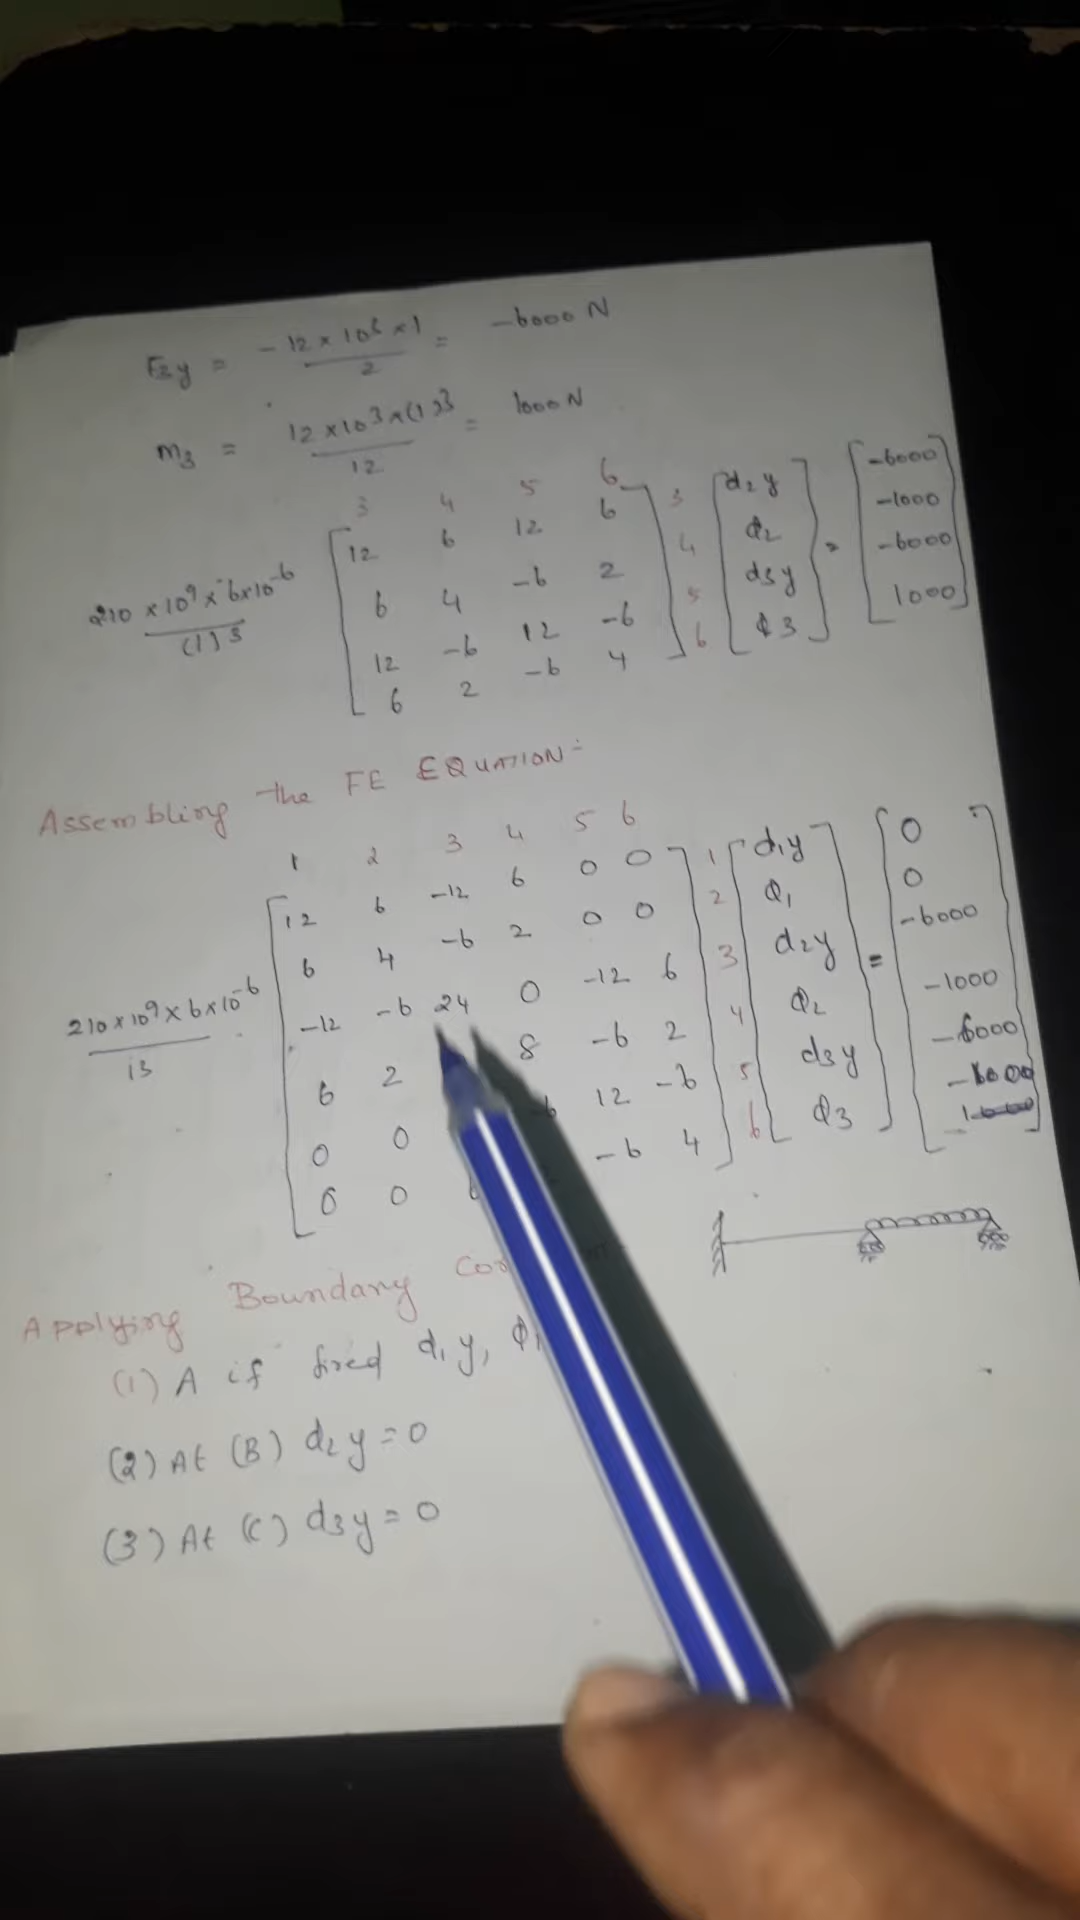 F3y = -12 × 10³ × 1 / 2 = -6000 N
m3 = 12 × 10³ × (1)³ / 12 = 1000 N
3 4 5 6
210 × 10⁹ × 6×10⁻⁶ / (1)³
12 6 12 6 3 d2y -6000
6 4 -6 2 4 Φ2 = -1000
12 -6 12 -6 5 d3y -6000
6 2 -6 4 6 Φ3 1000
Assembling the FE EQUATION:-
1 2 3 4 5 6
210×10⁹×6×10⁻⁶ / 13
12 6 -12 6 0 0 1 d1y 0
6 4 -6 2 0 0 2 Φ1 0
-12 -6 24 0 -12 6 3 d2y = -6000
6 2 8 -6 2 4 Φ2 -1000
0 0 -6 12 -6 5 d3y -6000
0 0 -6 4 6 Φ3
Applying Boundary
(1) A if fixed d1y, Φ1
(2) At (B) d2y = 0
(3) At (C) d3y = 0